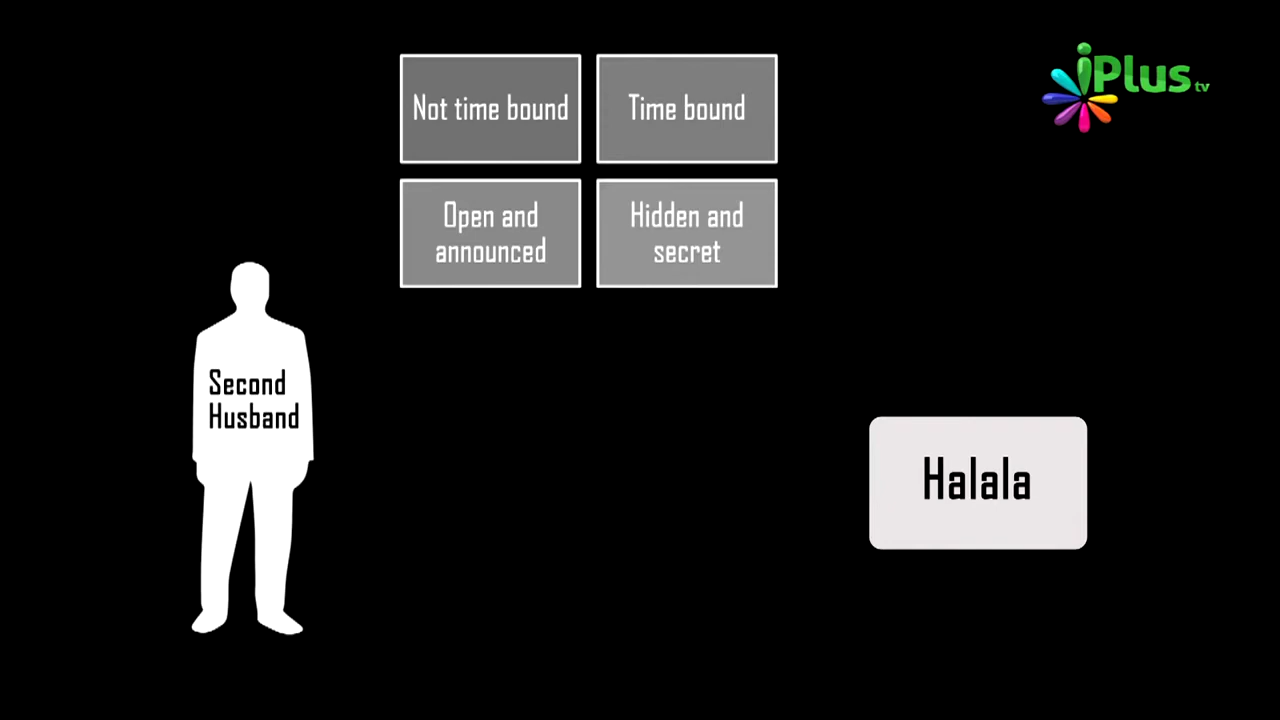 iPlus tv
Not time bound
Time bound
Open and
announced
Hidden and
secret
Second
Husband
Halala